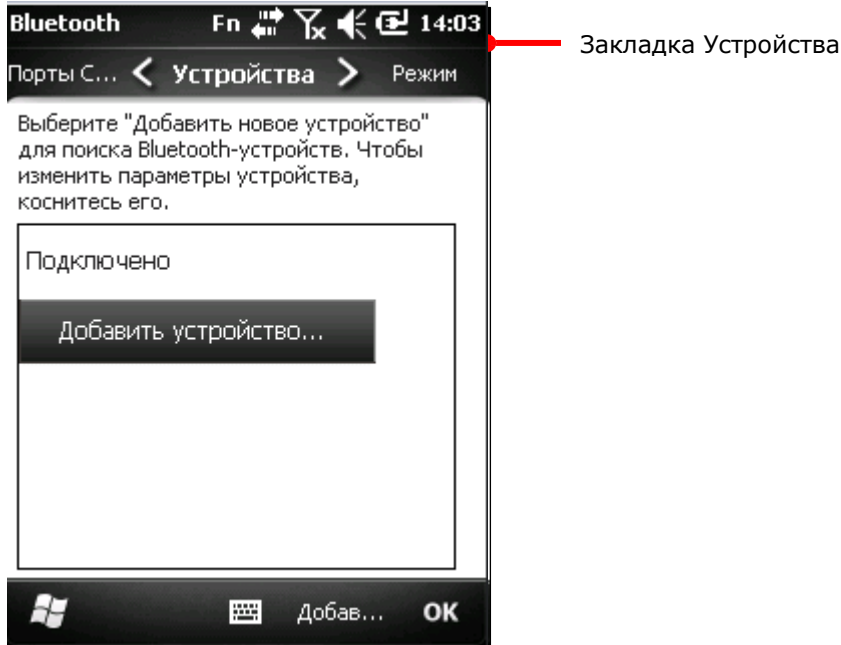 Bluetooth Fn 14:03
Закладка Устройства
Порты С... Устройства Режим
Выберите "Добавить новое устройство"
для поиска Bluetooth-устройств. Чтобы
изменить параметры устройства,
коснитесь его.
Подключено
Добавить устройство...
Добав... OK